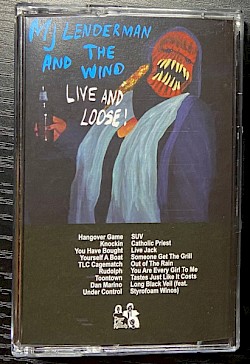 MJ LENDERMAN
AND THE
WIND
LIVE AND
LOOSE!
Hangover Game SUV
Knockin Catholic Priest
You Have Bought Live Jack
Yourself A Boat Someone Get The Grill
TLC Cagematch Out of The Rain
Rudolph You Are Every Girl To Me
Toontown Tastes Just Like It Costs
Dan Marino Long Black Veil (feat.
Under Control Styrofoam Winos)